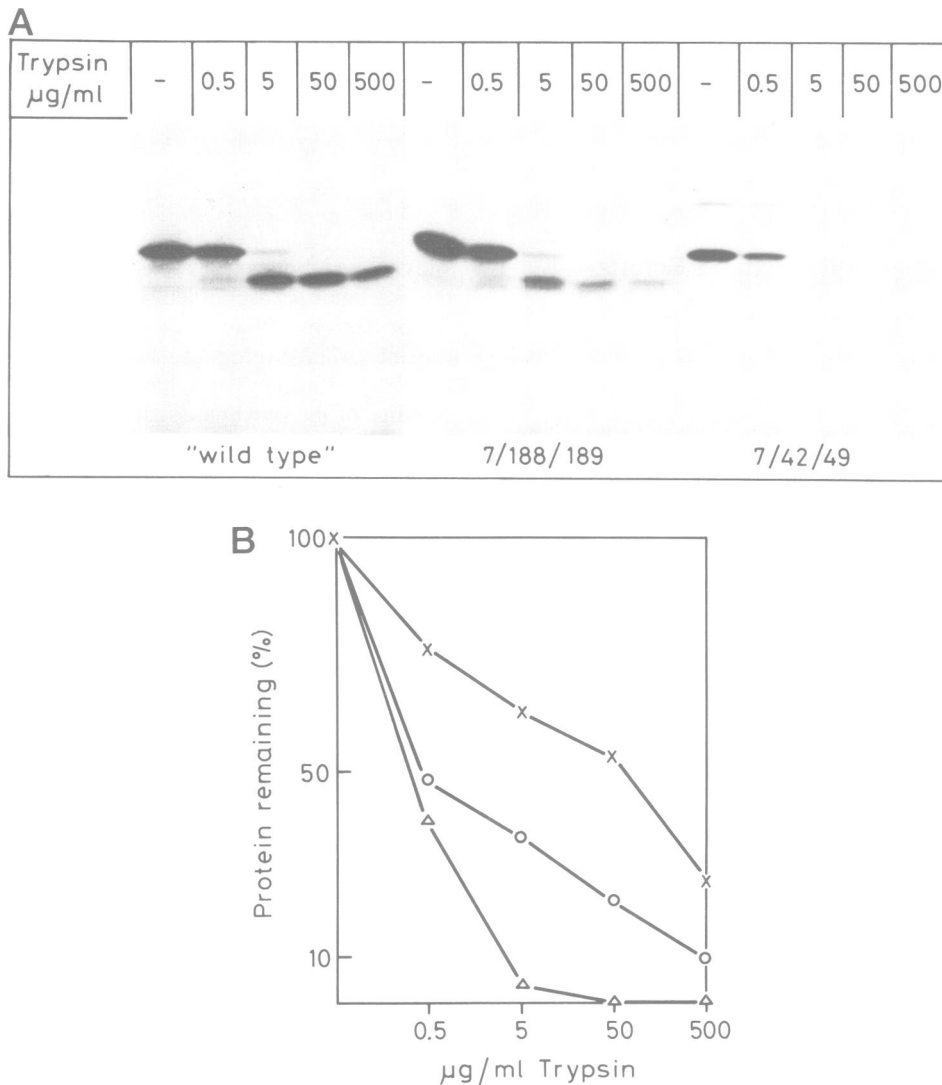 A
Trypsin µg/ml - 0.5 5 50 500 - 0.5 5 50 500 - 0.5 5 50 500
"wild type" 7/188/189 7/42/49
B
Protein remaining (%)
100
50
10
0.5 5 50 500
µg/ml Trypsin